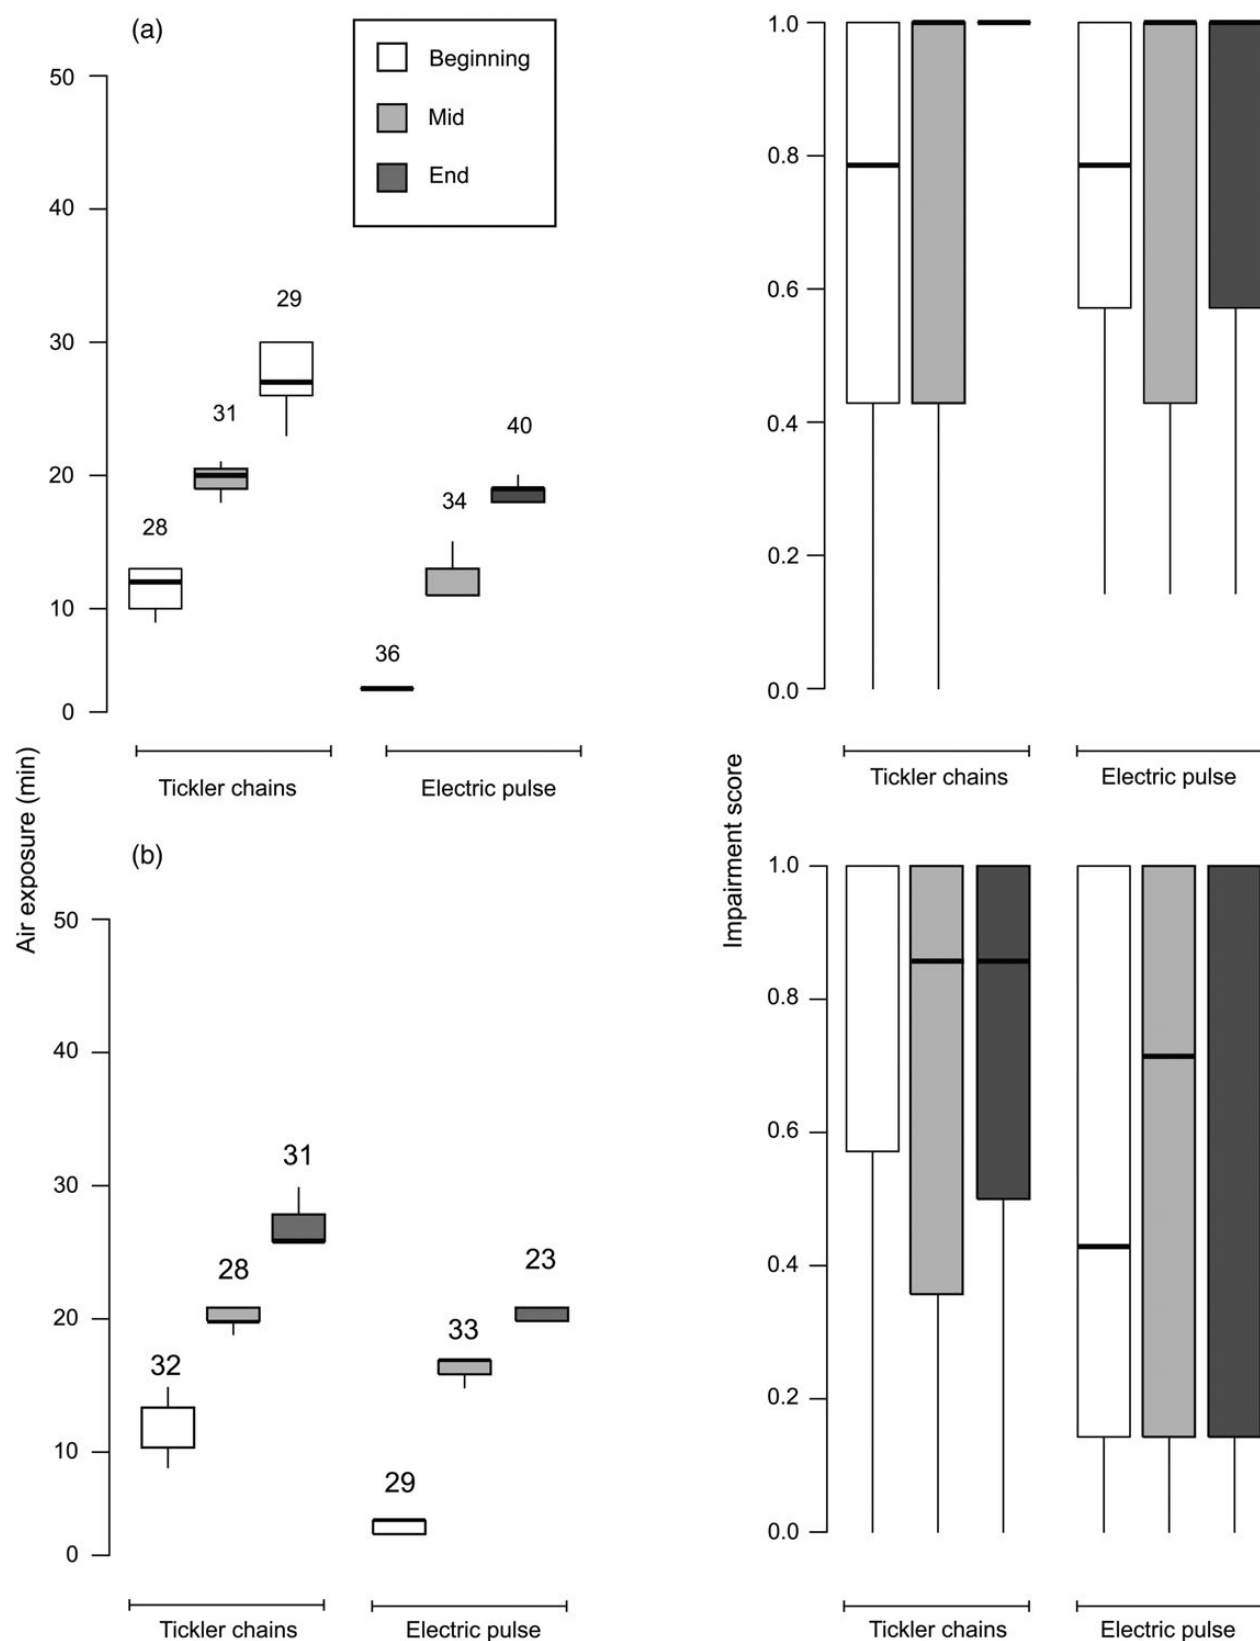 (a)
Beginning
Mid
End
50
40
30
20
10
0
28
31
29
36
34
40
Tickler chains
Electric pulse
1.0
0.8
0.6
0.4
0.2
0.0
Tickler chains
Electric pulse
Air exposure (min)
Impairment score
(b)
50
40
30
20
10
0
32
28
31
29
33
23
Tickler chains
Electric pulse
1.0
0.8
0.6
0.4
0.2
0.0
Tickler chains
Electric pulse